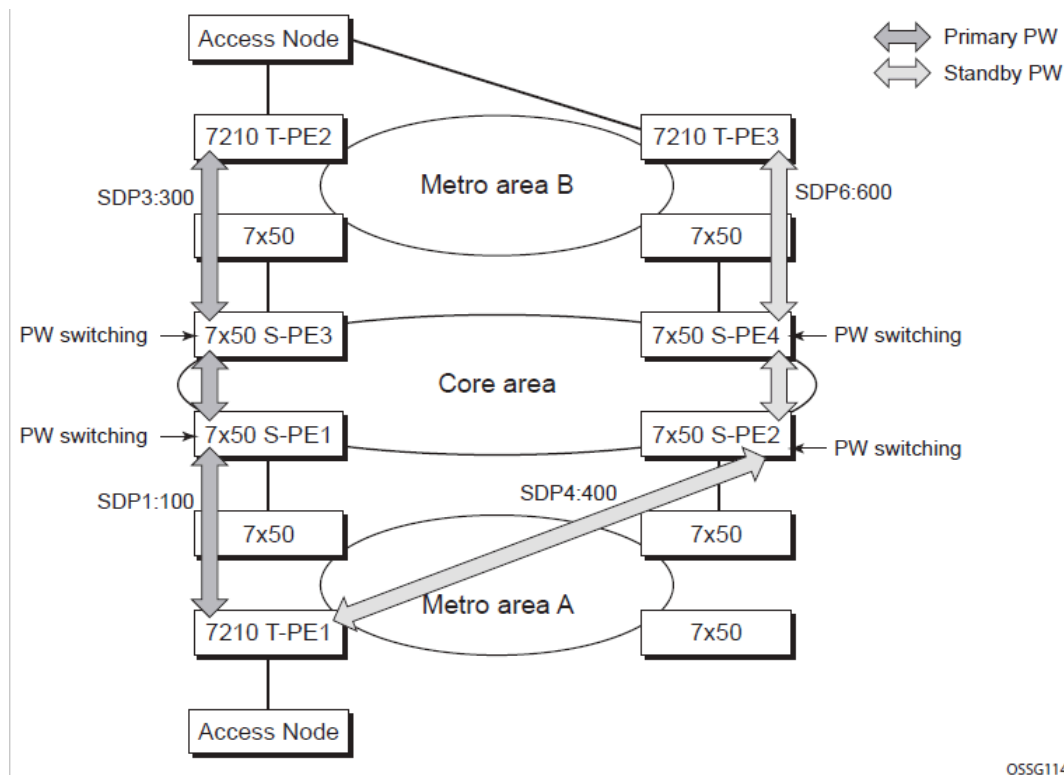 Access Node
Primary PW
Standby PW
7210 T-PE2
7210 T-PE3
Metro area B
SDP3:300
SDP6:600
7x50
7x50
PW switching
7x50 S-PE3
7x50 S-PE4
PW switching
Core area
PW switching
7x50 S-PE1
7x50 S-PE2
PW switching
SDP1:100
SDP4:400
7x50
7x50
Metro area A
7210 T-PE1
7x50
Access Node
OSSG114